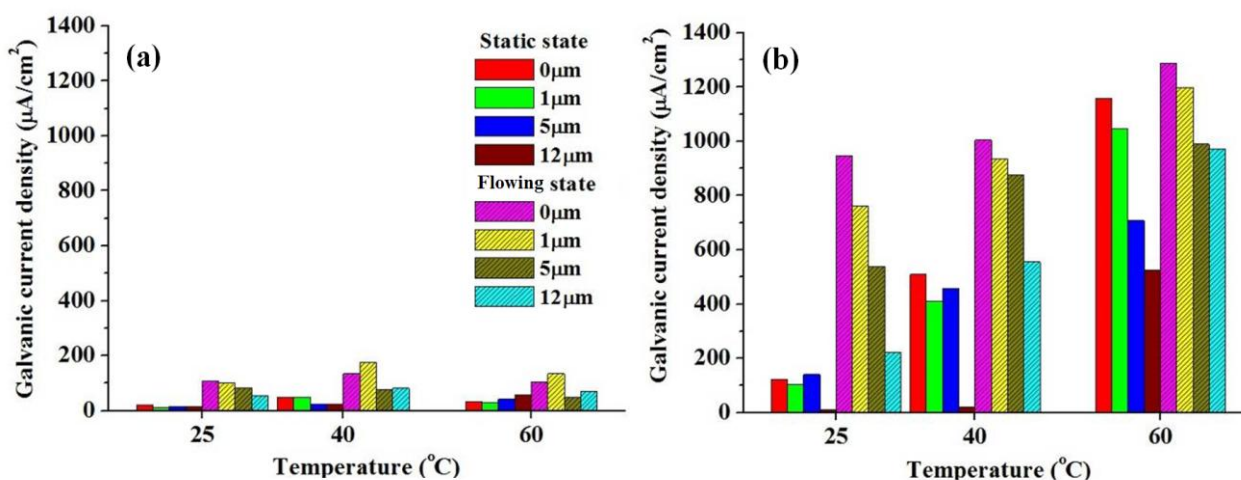 (a)
Galvanic current density (μA/cm²)
1400
1200
1000
800
600
400
200
0
Static state
0μm
1μm
5μm
12μm
Flowing state
0μm
1μm
5μm
12μm
25
40
60
Temperature (°C)
(b)
Galvanic current density (μA/cm²)
1400
1200
1000
800
600
400
200
0
25
40
60
Temperature (°C)